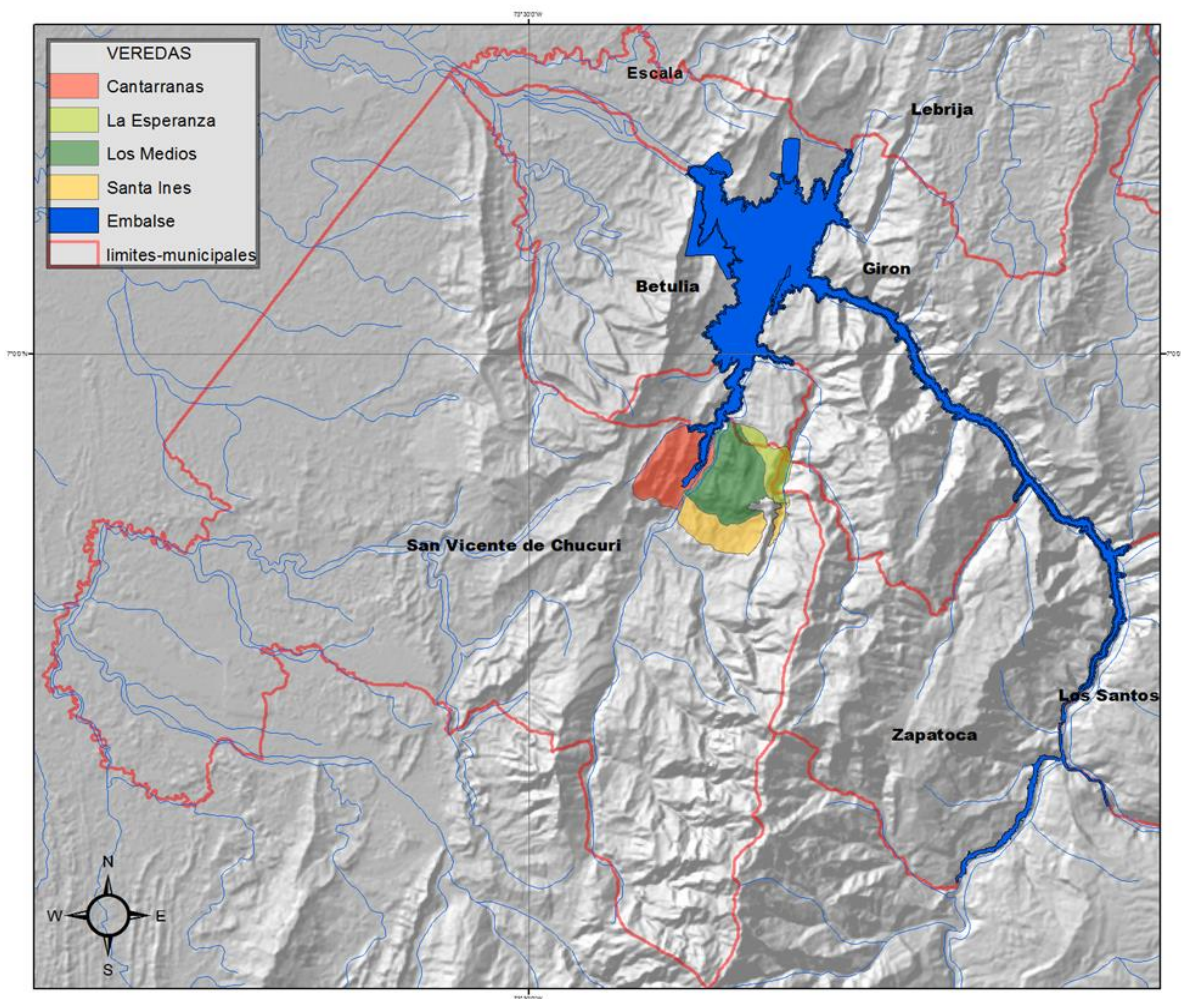 VEREDAS
Cantarranas
La Esperanza
Los Medios
Santa Ines
Embalse
limites-municipales
Escala
Lebrija
Giron
Betulia
San Vicente de Chucuri
Los Santos
Zapatoca
N
W
E
S